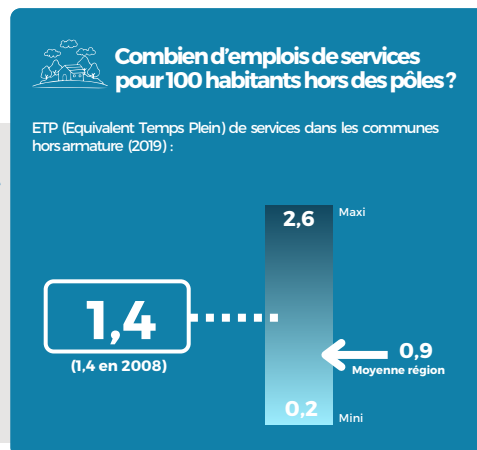 Combien d'emplois de services
pour 100 habitants hors des pôles ?
ETP (Equivalent Temps Plein) de services dans les communes
hors armature (2019) :
2,6 Maxi
1,4
(1,4 en 2008)
0,9
Moyenne région
0,2 Mini